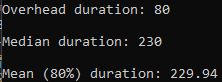 Overhead duration: 80
Median duration: 230
Mean (80%) duration: 229.94